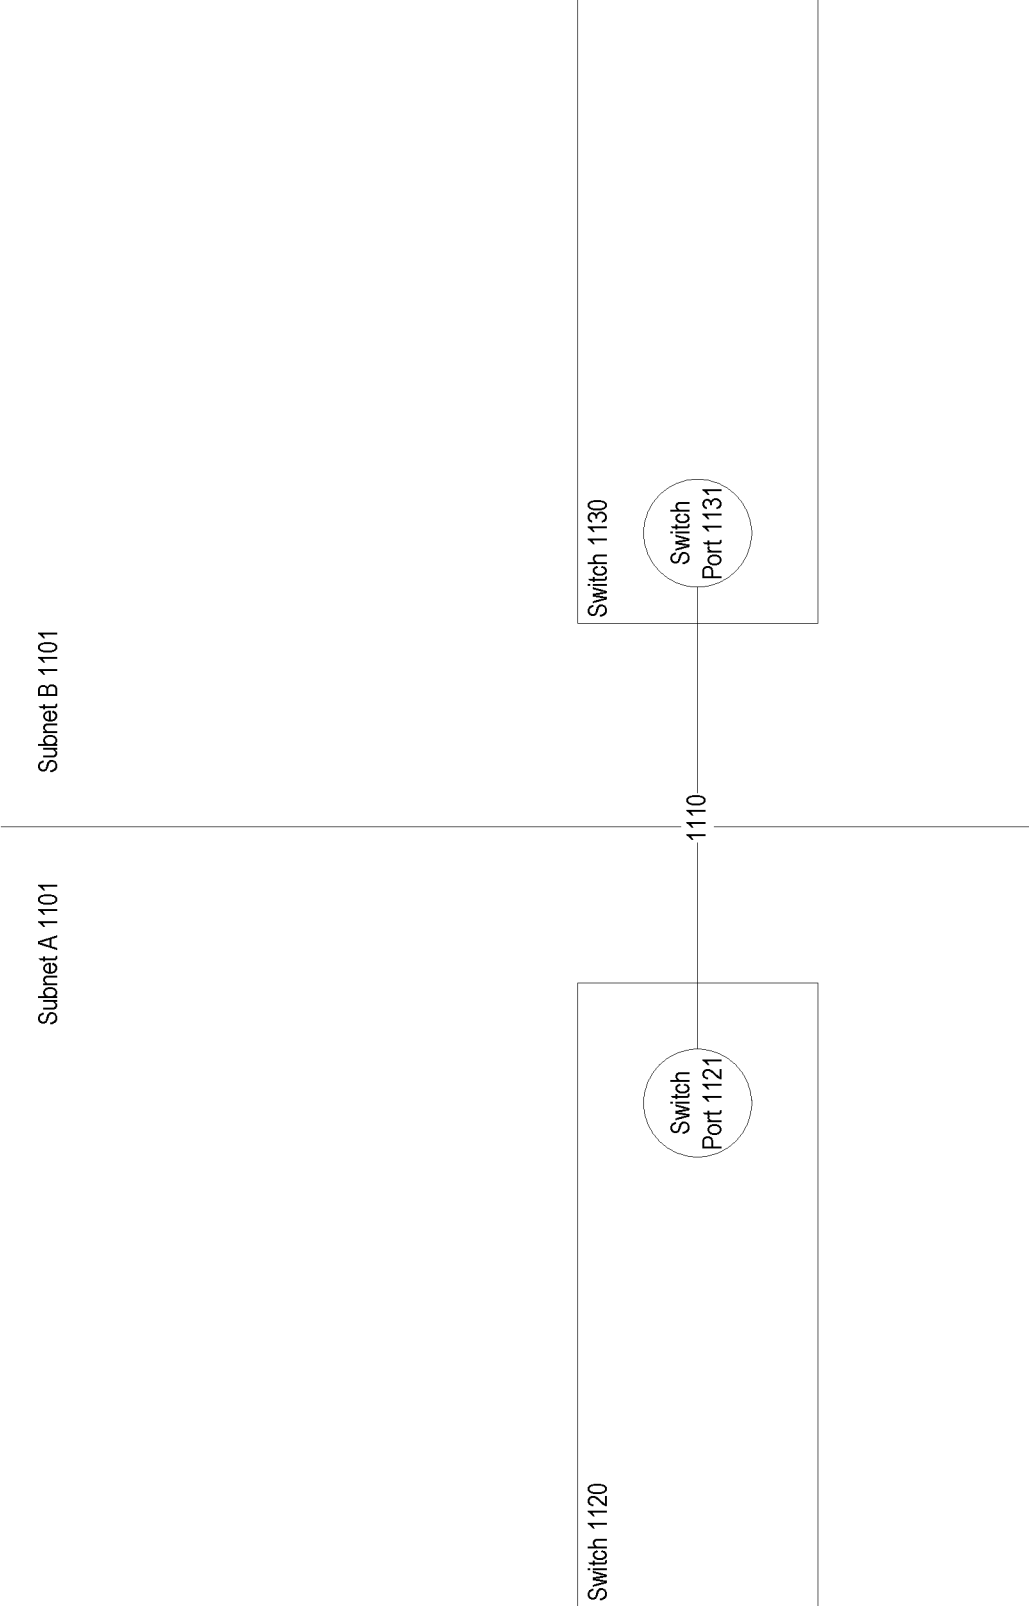 Subnet A 1101
Subnet B 1101
Switch 1120
Switch
Port 1121
1110
Switch 1130
Switch
Port 1131